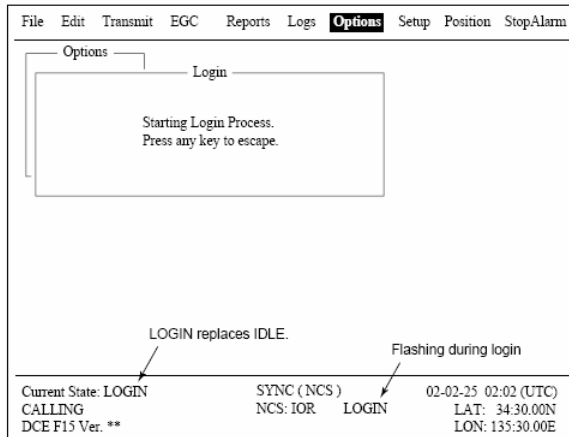 File Edit Transmit EGC Reports Logs Options Setup Position StopAlarm
Options
Login
Starting Login Process.
Press any key to escape.
LOGIN replaces IDLE.
Flashing during login
Current State: LOGIN SYNC ( NCS ) 02-02-25 02:02 (UTC)
CALLING NCS: IOR LOGIN LAT: 34:30.00N
DCE F15 Ver. ** LON: 135:30.00E